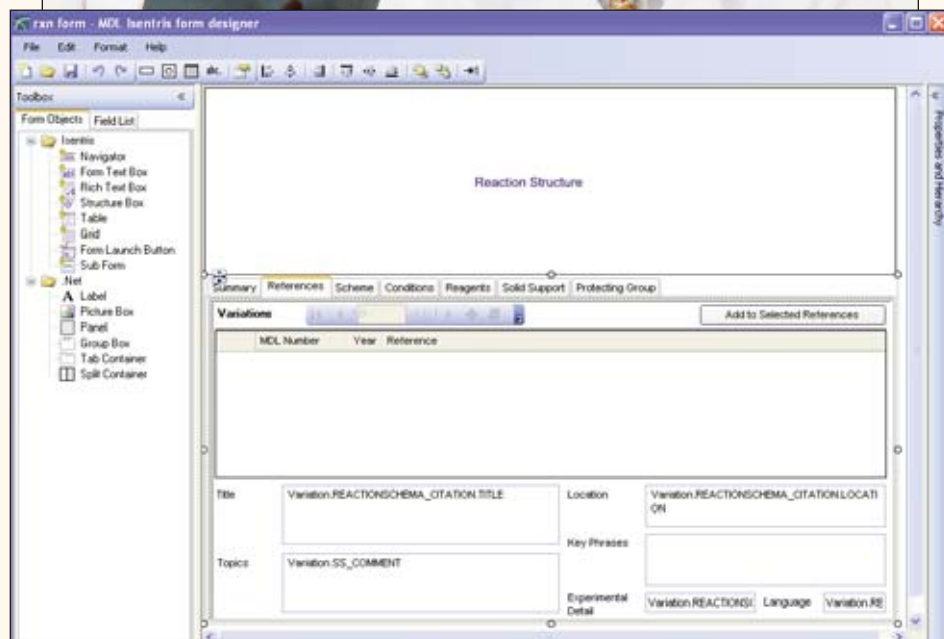 rxn form - MDL Isentris form designer
File Edit Format Help
Toolbox
Form Objects Field List
Isentris
Navigator
Form Text Box
Rich Text Box
Structure Box
Table
Grid
Form Launch Button
Sub Form
.Net
A Label
Picture Box
Panel
Group Box
Tab Container
Split Container
Reaction Structure
Summary References Scheme Conditions Reagents Solid Support Protecting Group
Variations Add to Selected References
MDL Number Year Reference
Title Variation.REACTIONSCHEMA_CITATION.TITLE
Location Variation.REACTIONSCHEMA_CITATION.LOCATI
ON
Key Phrases
Topics Variation.SS_COMMENT
Experimental
Detail Variation.REACTIONS( Language Variation.RE
Properties and Hierarchy